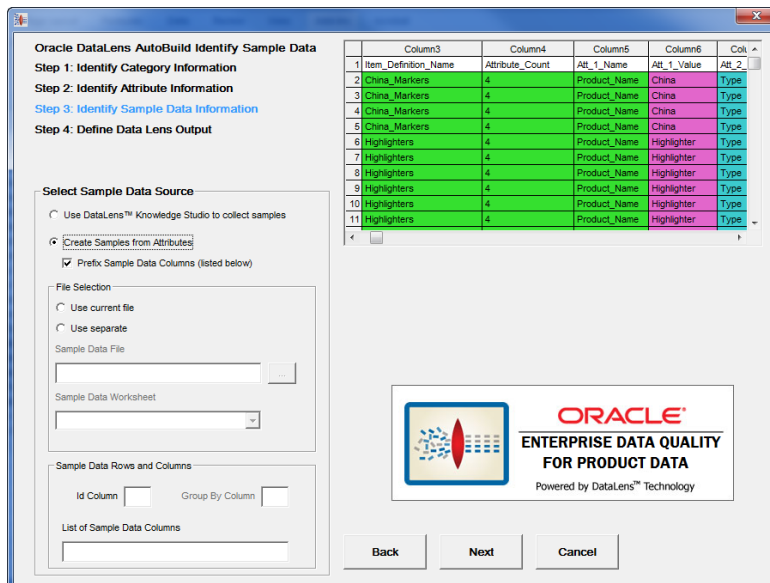 Oracle DataLens AutoBuild Identify Sample Data
Step 1: Identify Category Information
Step 2: Identify Attribute Information
Step 3: Identify Sample Data Information
Step 4: Define Data Lens Output
Select Sample Data Source
Use DataLens™ Knowledge Studio to collect samples
Create Samples from Attributes
Prefix Sample Data Columns (listed below)
File Selection
Use current file
Use separate
Sample Data File
...
Sample Data Worksheet
Sample Data Rows and Columns
Id Column Group By Column
List of Sample Data Columns
Column3 Column4 Column5 Column6
1 Item_Definition_Name Attribute_Count Att_1_Name Att_1_Value Att_2_
2 China_Markers 4 Product_Name China Type
3 China_Markers 4 Product_Name China Type
4 China_Markers 4 Product_Name China Type
5 China_Markers 4 Product_Name China Type
6 Highlighters 4 Product_Name Highlighter Type
7 Highlighters 4 Product_Name Highlighter Type
8 Highlighters 4 Product_Name Highlighter Type
9 Highlighters 4 Product_Name Highlighter Type
10 Highlighters 4 Product_Name Highlighter Type
11 Highlighters 4 Product_Name Highlighter Type
ORACLE®
ENTERPRISE DATA QUALITY
FOR PRODUCT DATA
Powered by DataLens™ Technology
Back Next Cancel